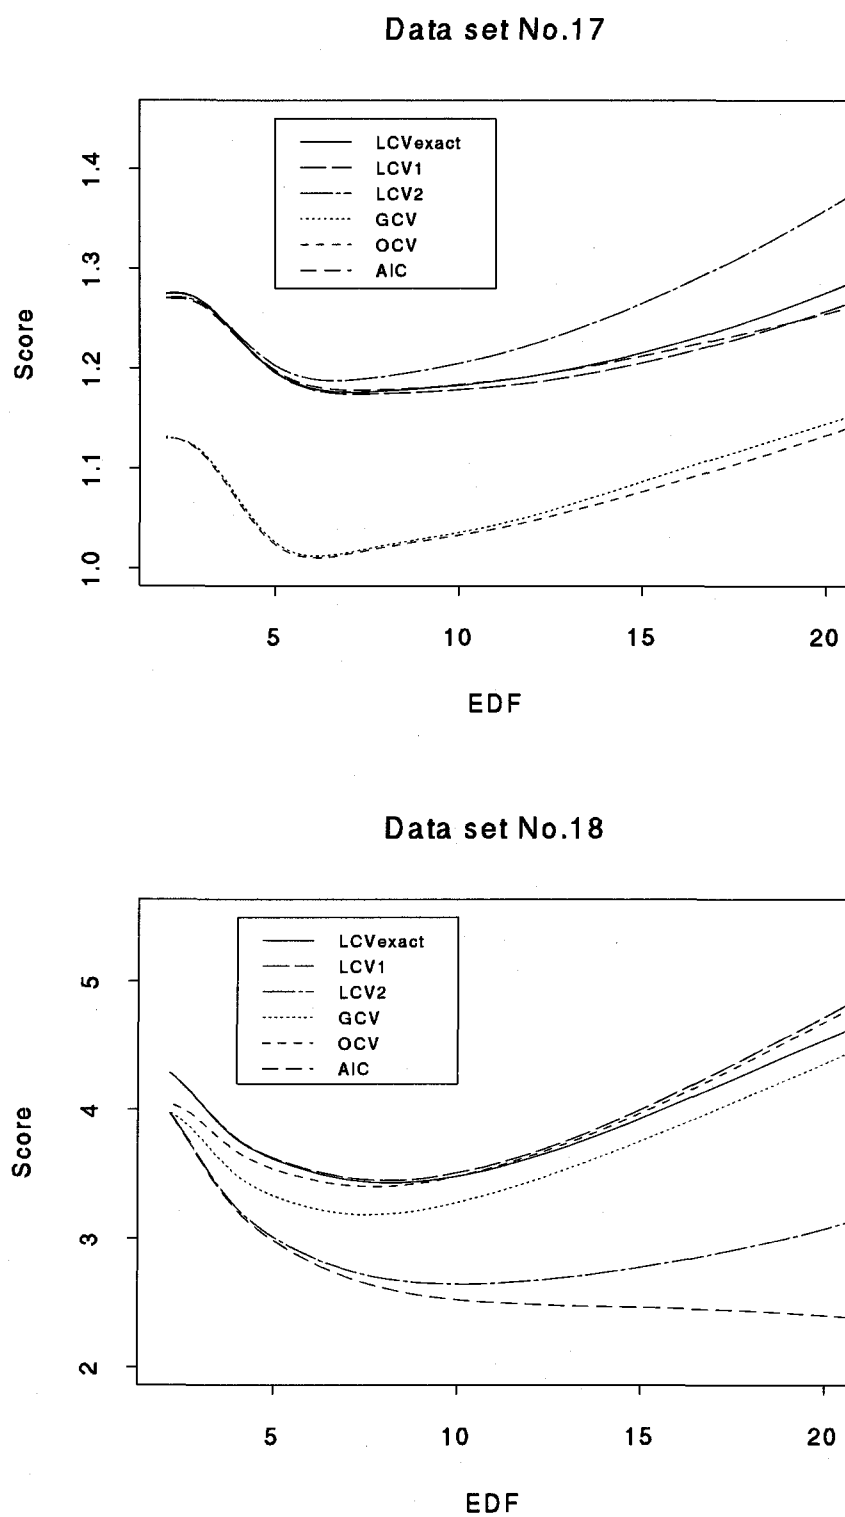 Data set No.17
LCVexact
LCV1
LCV2
GCV
OCV
AIC
1.4
1.3
1.2
1.1
1.0
Score
5 10 15 20
EDF
Data set No.18
LCVexact
LCV1
LCV2
GCV
OCV
AIC
5
4
3
2
Score
5 10 15 20
EDF